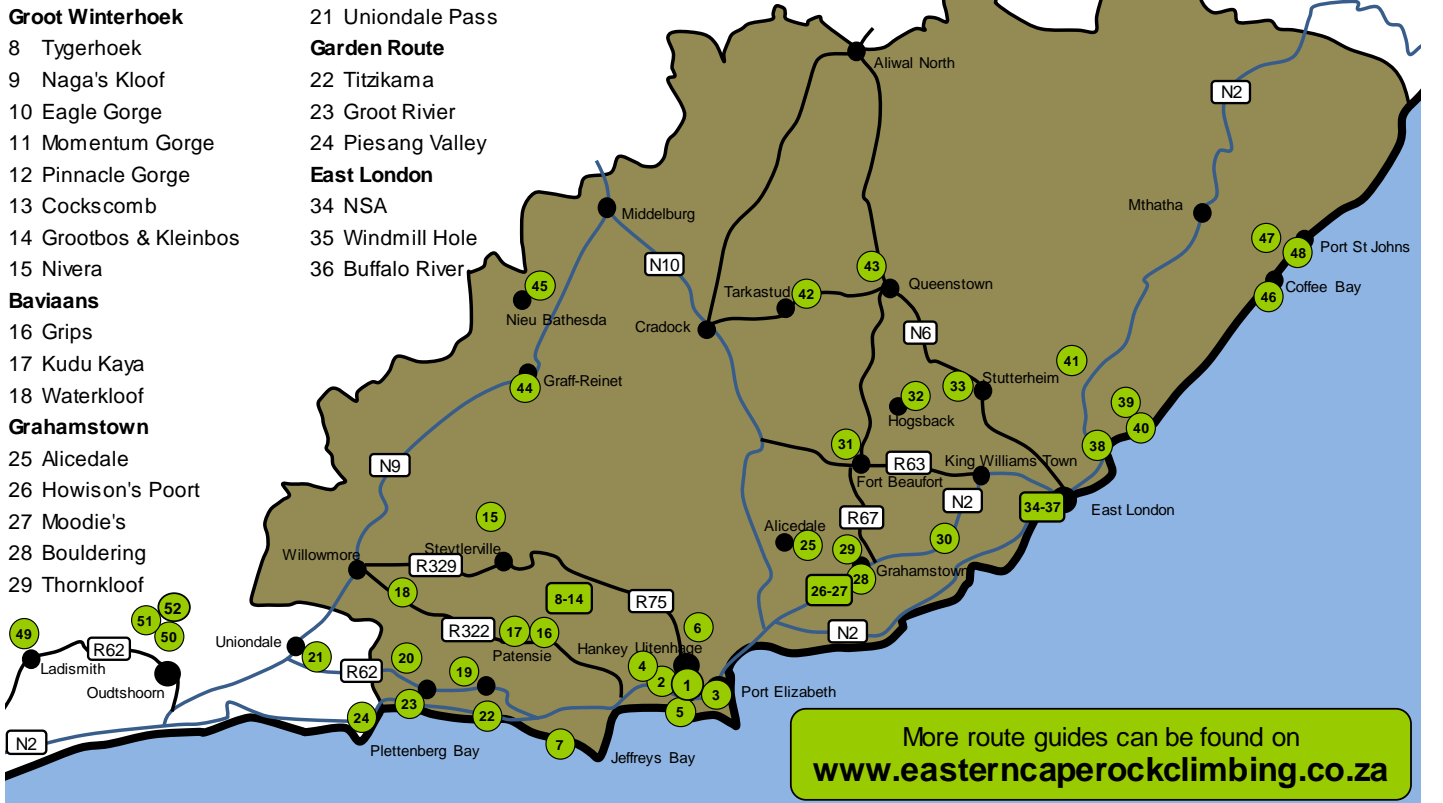 Groot Winterhoek
8 Tygerhoek
9 Naga's Kloof
10 Eagle Gorge
11 Momentum Gorge
12 Pinnacle Gorge
13 Cockscomb
14 Grootbos & Kleinbos
15 Nivera
Baviaans
16 Grips
17 Kudu Kaya
18 Waterkloof
Grahamstown
25 Alicedale
26 Howison's Poort
27 Moodie's
28 Bouldering
29 Thornkloof
21 Uniondale Pass
Garden Route
22 Titzikama
23 Groot Rivier
24 Piesang Valley
East London
34 NSA
35 Windmill Hole
36 Buffalo River
Aliwal North
N2
Middelburg
Mthatha
47
48
Port St Johns
N10
43
45
Tarkastud
42
Queenstown
46
Coffee Bay
Nieu Bathesda
Cradock
N6
41
44
Graff-Reinet
33
Stutterheim
32
Hogsback
39
40
38
31
N9
R63
King Williams Town
Fort Beaufort
N2
34-37
East London
15
R67
Alicedale
25
29
30
Willowmore
Steytlerville
R329
Grahamstown
28
26-27
18
8-14
R75
49
51
52
50
R62
Ladismith
Oudtshoorn
Uniondale
21
R62
20
R322
17
16
Patensie
19
Hankey
Uitenhage
6
N2
4
2
1
3
Port Elizabeth
5
24
23
22
7
Plettenberg Bay
Jeffreys Bay
N2
More route guides can be found on
www.easterncaperockclimbing.co.za